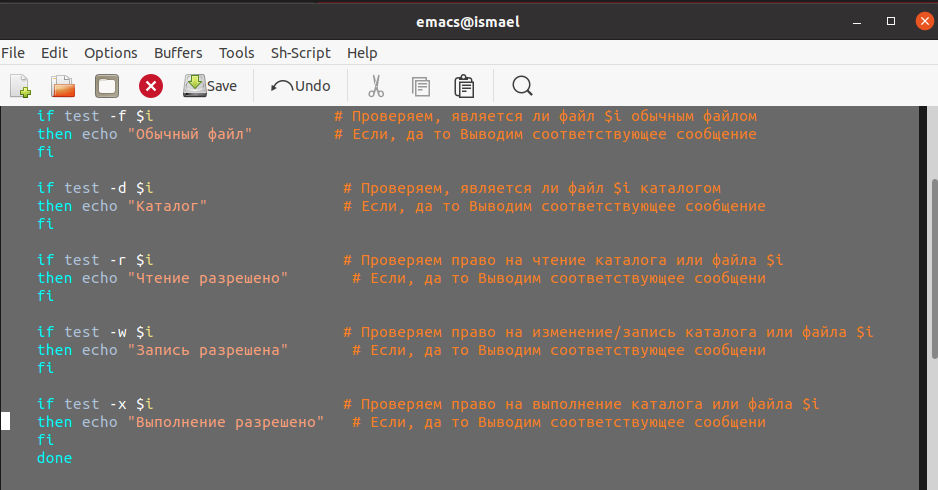 emacs@ismael
File Edit Options Buffers Tools Sh-Script Help
Save Undo
if test -f $i # Проверяем, является ли файл $i обычным файлом
then echo "Обычный файл" # Если, да то Выводим соответствующее сообщение
fi
if test -d $i # Проверяем, является ли файл $i каталогом
then echo "Каталог" # Если, да то Выводим соответствующее сообщение
fi
if test -r $i # Проверяем право на чтение каталога или файла $i
then echo "Чтение разрешено" # Если, да то Выводим соответствующее сообщени
fi
if test -w $i # Проверяем право на изменение/запись каталога или файла $i
then echo "Запись разрешена" # Если, да то Выводим соответствующее сообщени
fi
if test -x $i # Проверяем право на выполнение каталога или файла $i
then echo "Выполнение разрешено" # Если, да то Выводим соответствующее сообщени
fi
done